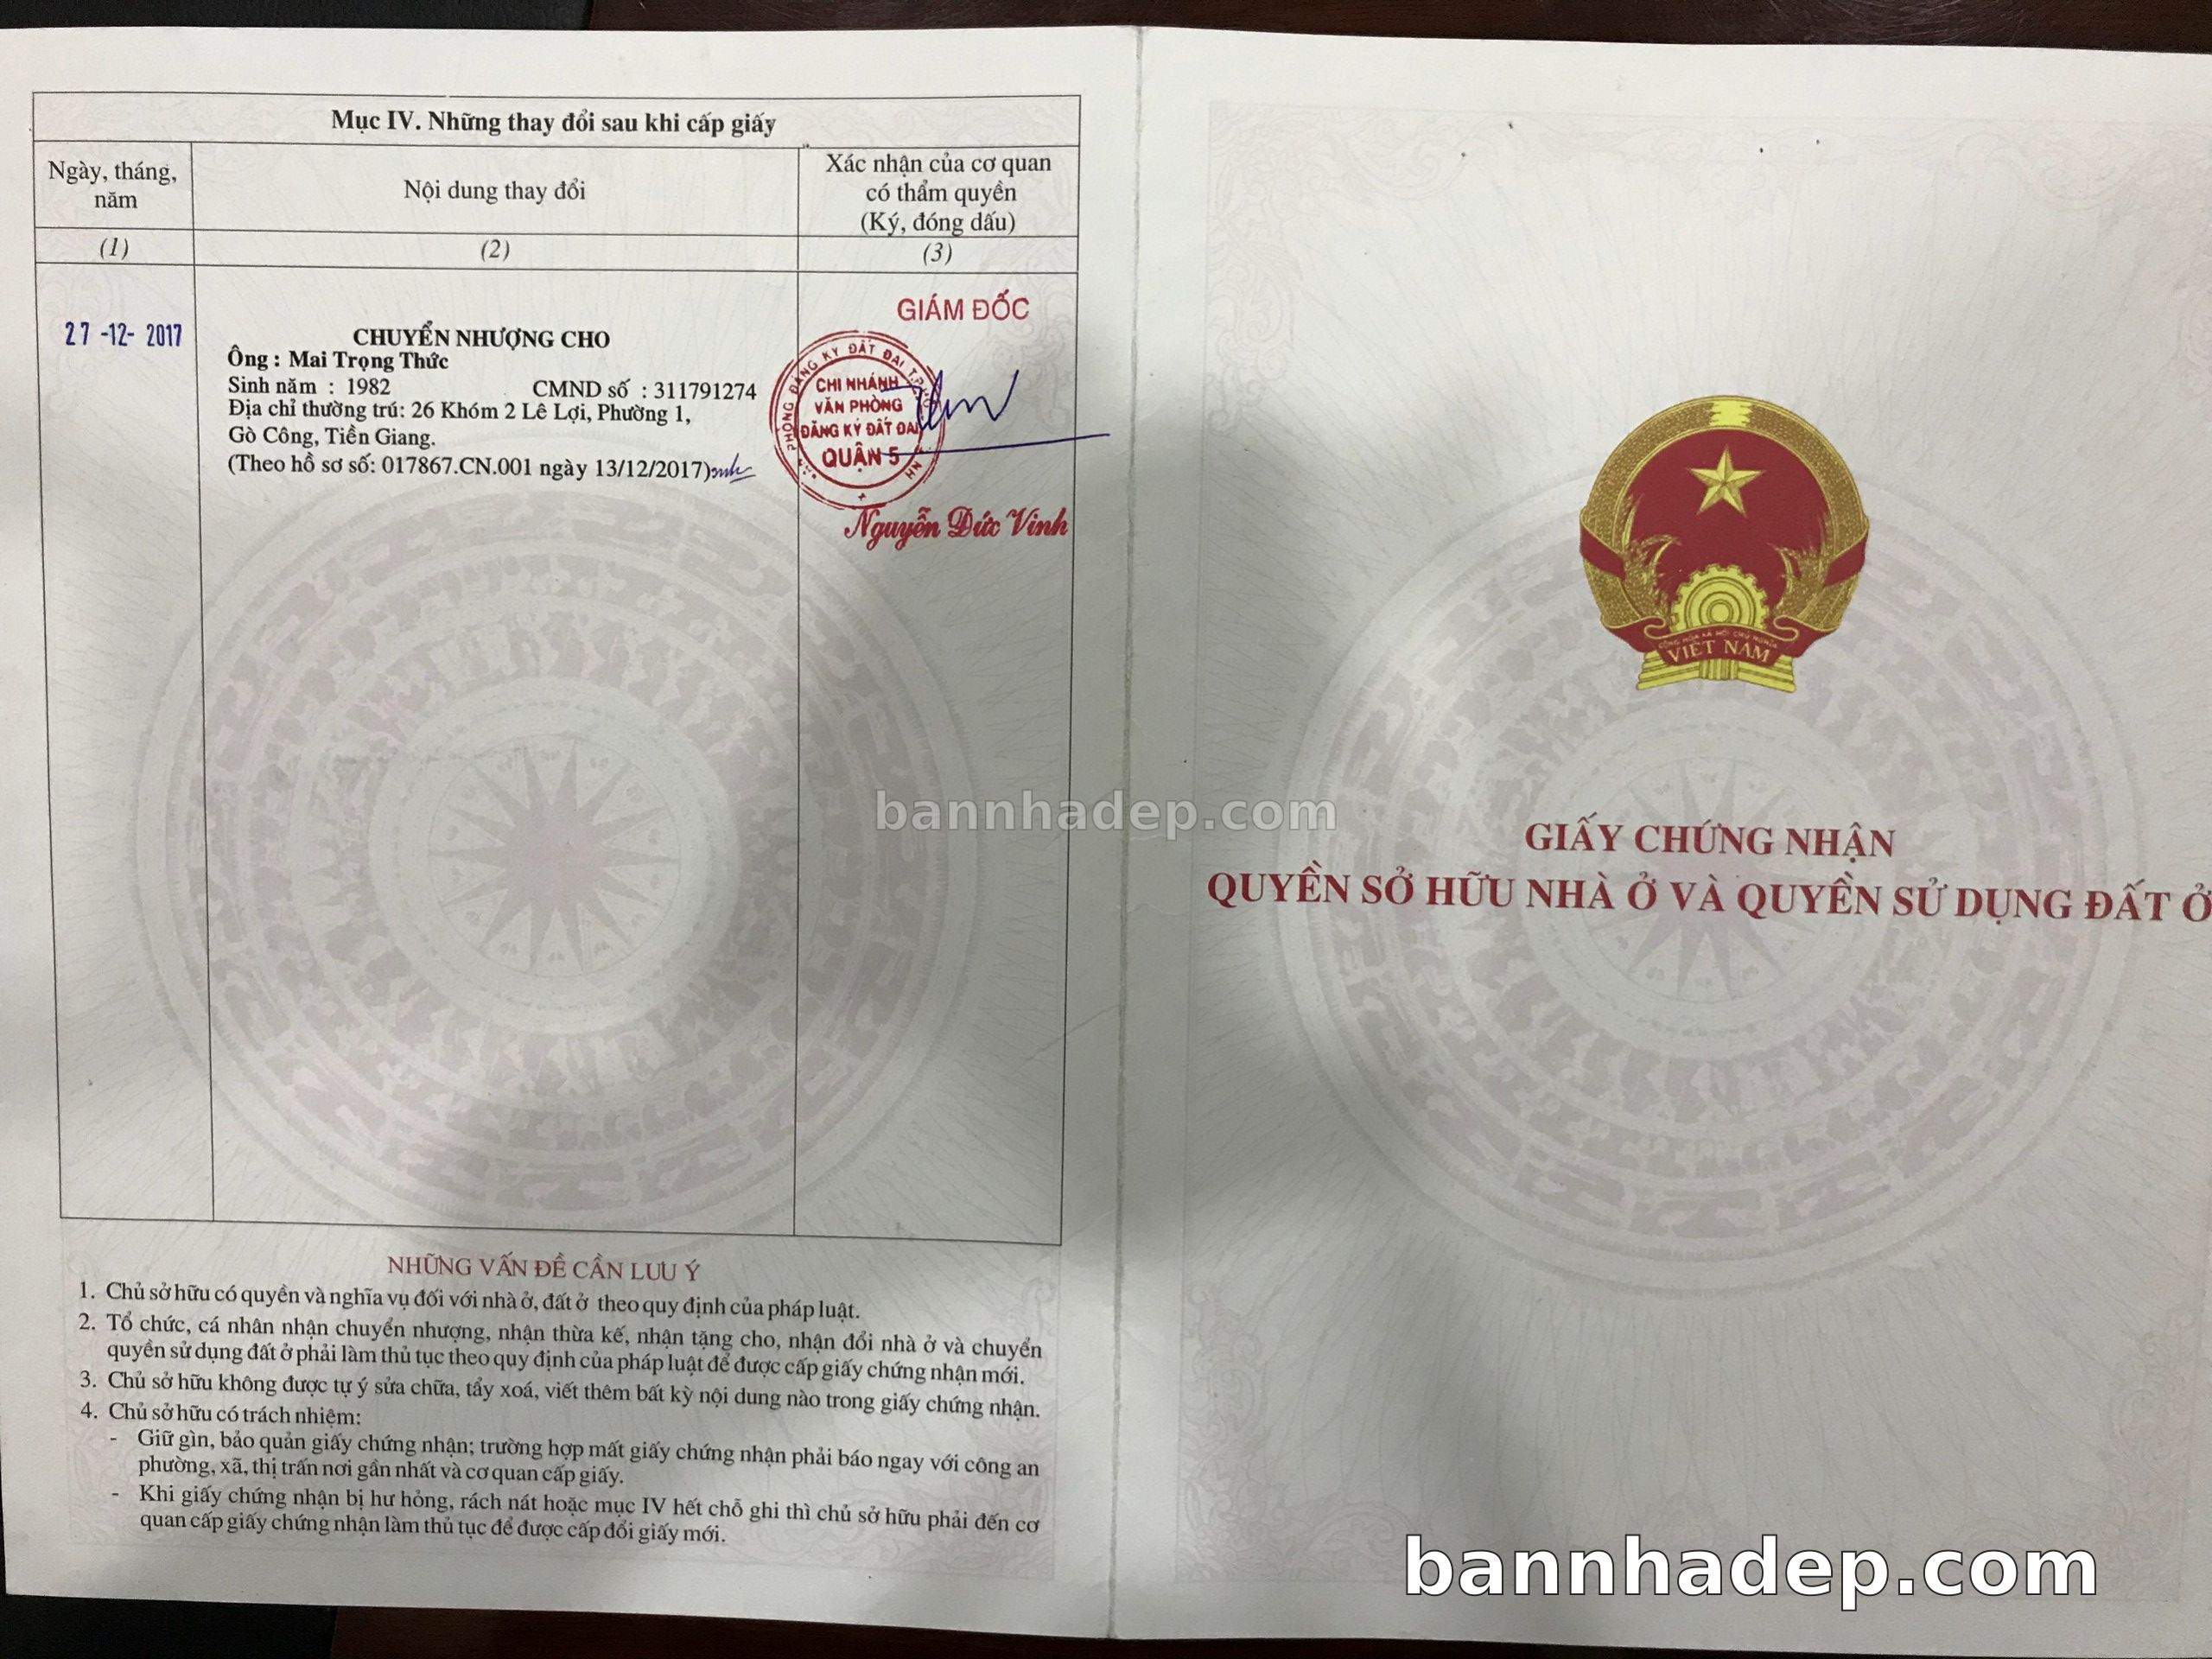 Mục IV. Những thay đổi sau khi cấp giấy
Ngày, tháng,
năm
Nội dung thay đổi
Xác nhận của cơ quan
có thẩm quyền
(Ký, đóng dấu)
(1)
(2)
(3)
27 -12- 2017
CHUYỂN NHƯỢNG CHO
Ông : Mai Trọng Thức
Sinh năm : 1982 CMND số : 311791274
Địa chỉ thường trú: 26 Khóm 2 Lê Lợi, Phường 1,
Gò Công, Tiền Giang.
(Theo hồ sơ số: 017867.CN.001 ngày 13/12/2017)
GIÁM ĐỐC
PHÒNG ĐĂNG KÝ ĐẤT ĐAI
CHI NHÁNH
VĂN PHÒNG
ĐĂNG KÝ ĐẤT ĐAI
QUẬN 5
Nguyễn Đức Vinh
NHỮNG VẤN ĐỀ CẦN LƯU Ý
1. Chủ sở hữu có quyền và nghĩa vụ đối với nhà ở, đất ở theo quy định của pháp luật.
2. Tổ chức, cá nhân nhận chuyển nhượng, nhận thừa kế, nhận tặng cho, nhận đổi nhà ở và chuyển
quyền sử dụng đất ở phải làm thủ tục theo quy định của pháp luật để được cấp giấy chứng nhận mới.
3. Chủ sở hữu không được tự ý sửa chữa, tẩy xoá, viết thêm bất kỳ nội dung nào trong giấy chứng nhận.
4. Chủ sở hữu có trách nhiệm:
- Giữ gìn, bảo quản giấy chứng nhận; trường hợp mất giấy chứng nhận phải báo ngay với công an
phường, xã, thị trấn nơi gần nhất và cơ quan cấp giấy.
- Khi giấy chứng nhận bị hư hỏng, rách nát hoặc mục IV hết chỗ ghi thì chủ sở hữu phải đến cơ
quan cấp giấy chứng nhận làm thủ tục để được cấp đổi giấy mới.
CỘNG HÒA XÃ HỘI CHỦ NGHĨA
VIỆT NAM
GIẤY CHỨNG NHẬN
QUYỀN SỞ HỮU NHÀ Ở VÀ QUYỀN SỬ DỤNG ĐẤT Ở
bannhadep.com
bannhadep.com